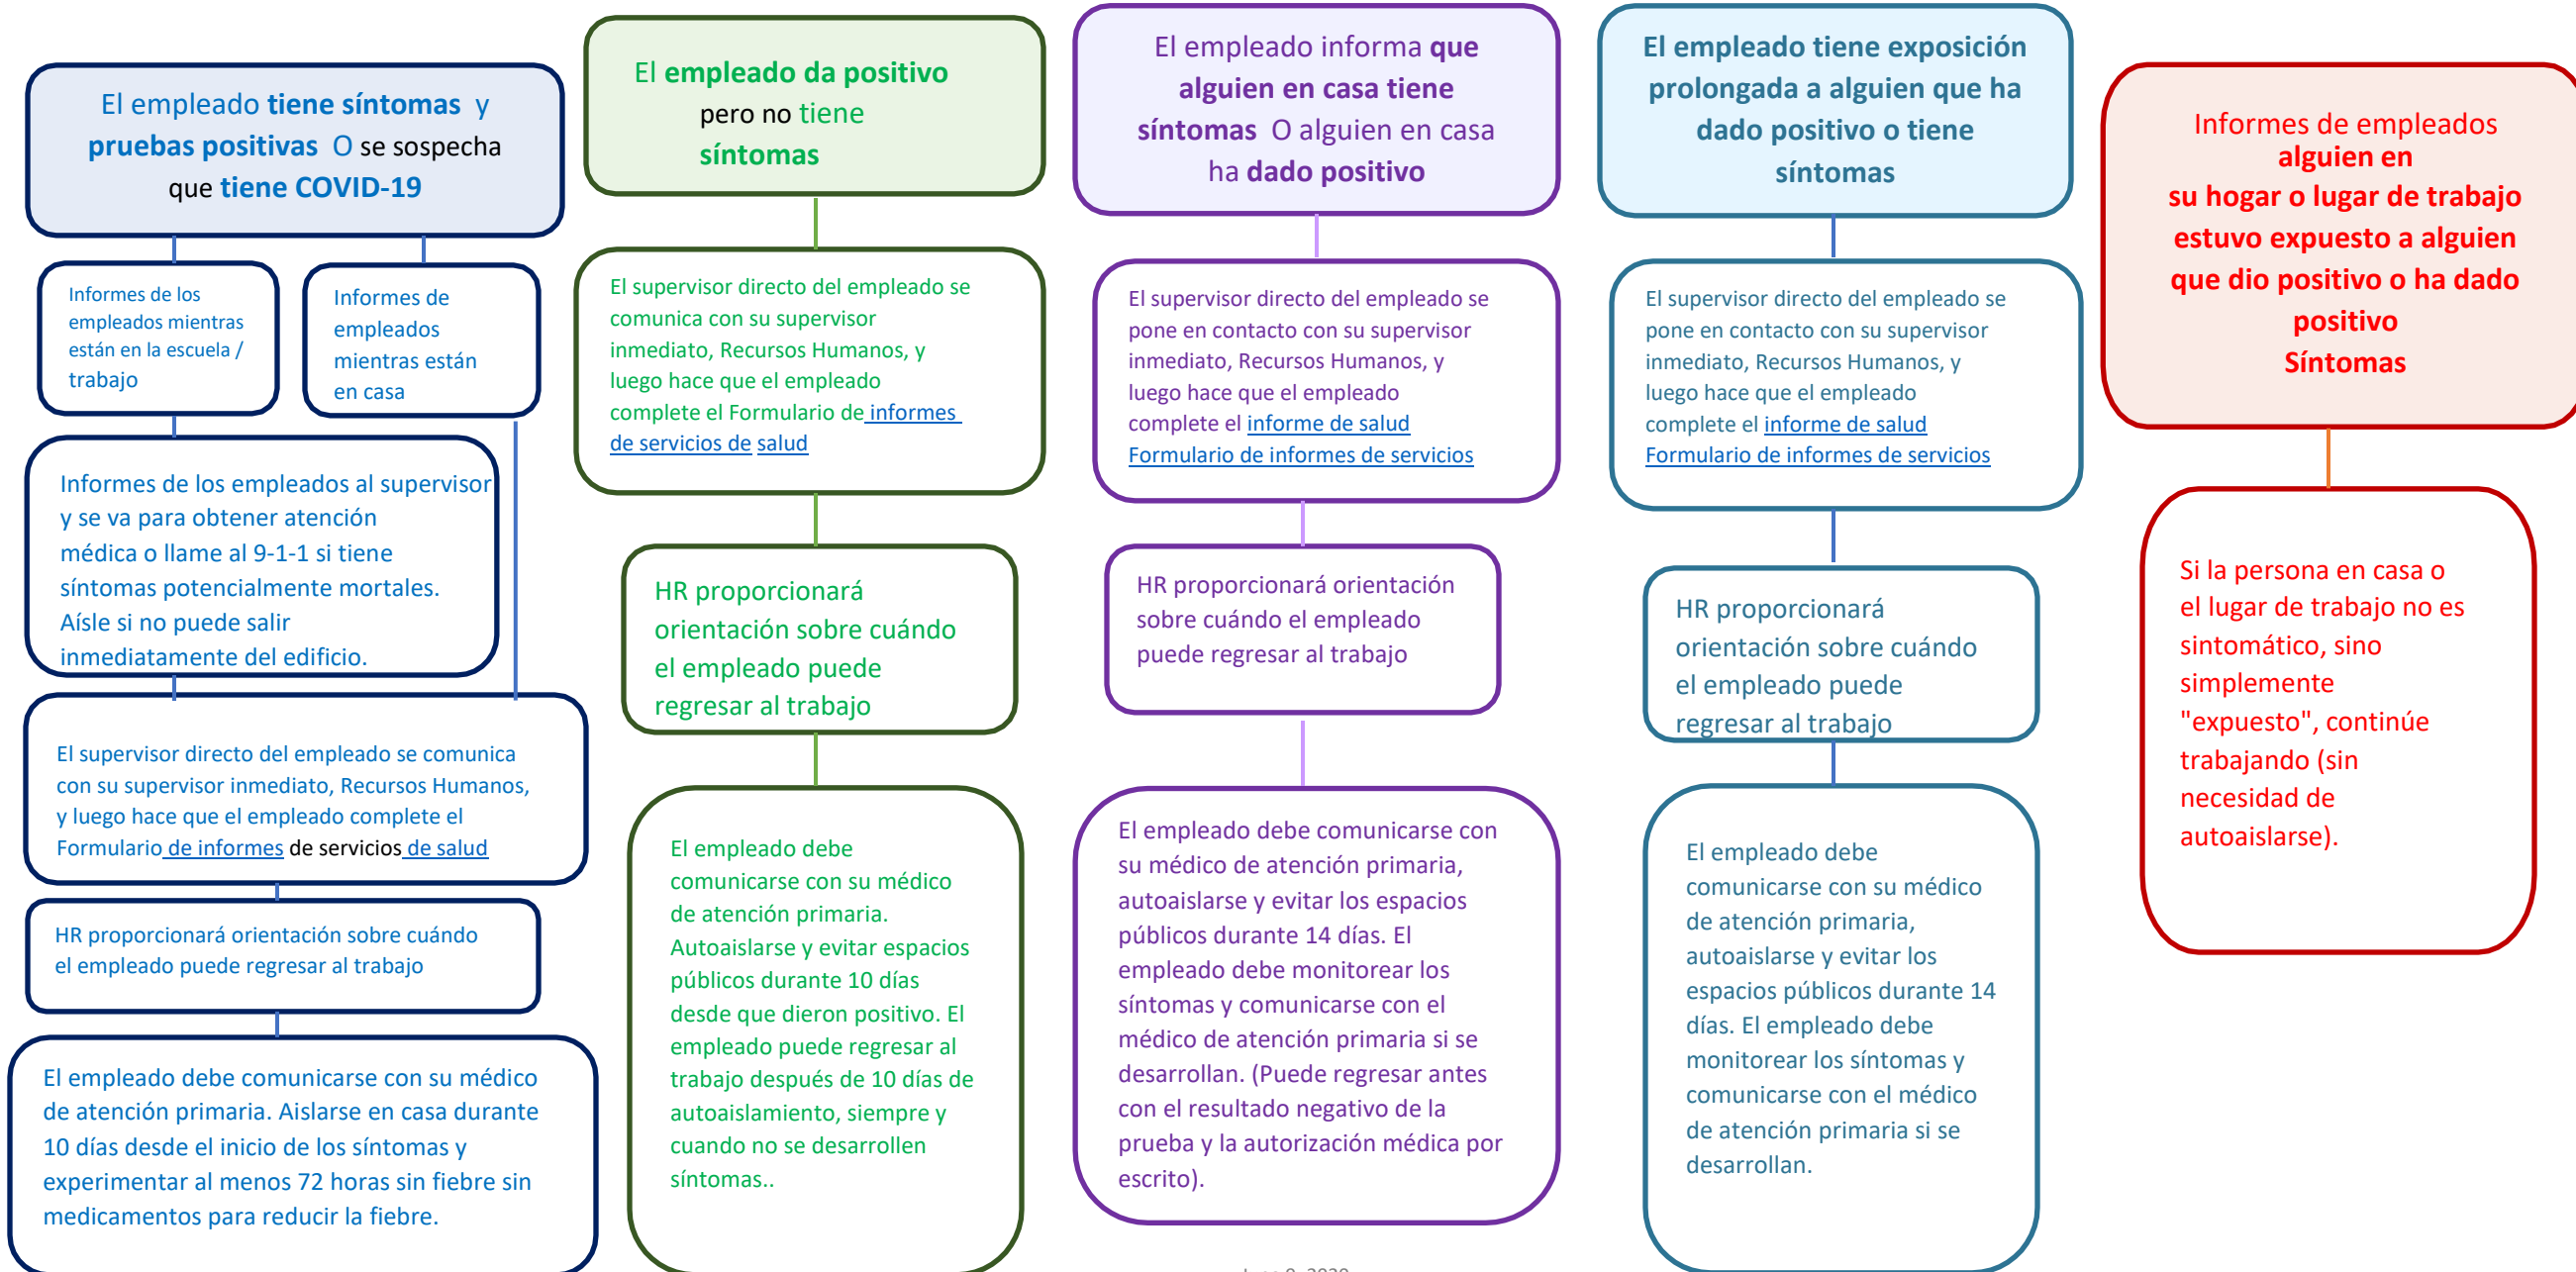 El empleado tiene síntomas y
pruebas positivas O se sospecha
que tiene COVID-19
Informes de los
empleados mientras
están en la escuela /
trabajo
Informes de
empleados
mientras están
en casa
Informes de los empleados al supervisor
y se va para obtener atención
médica o llame al 9-1-1 si tiene
síntomas potencialmente mortales.
Aísle si no puede salir
inmediatamente del edificio.
El supervisor directo del empleado se comunica
con su supervisor inmediato, Recursos Humanos,
y luego hace que el empleado complete el
Formulario de informes de servicios de salud
HR proporcionará orientación sobre cuándo
el empleado puede regresar al trabajo
El empleado debe comunicarse con su médico
de atención primaria. Aislarse en casa durante
10 días desde el inicio de los síntomas y
experimentar al menos 72 horas sin fiebre sin
medicamentos para reducir la fiebre.
El empleado da positivo
pero no tiene
síntomas
El supervisor directo del empleado se
comunica con su supervisor
inmediato, Recursos Humanos, y
luego hace que el empleado
complete el Formulario de informes
de servicios de salud
HR proporcionará
orientación sobre cuándo
el empleado puede
regresar al trabajo
El empleado debe
comunicarse con su médico
de atención primaria.
Autoaislarse y evitar espacios
públicos durante 10 días
desde que dieron positivo. El
empleado puede regresar al
trabajo después de 10 días de
autoaislamiento, siempre y
cuando no se desarrollen
síntomas..
El empleado informa que
alguien en casa tiene
síntomas O alguien en casa
ha dado positivo
El supervisor directo del empleado se
pone en contacto con su supervisor
inmediato, Recursos Humanos, y
luego hace que el empleado
complete el informe de salud
Formulario de informes de servicios
HR proporcionará orientación
sobre cuándo el empleado
puede regresar al trabajo
El empleado debe comunicarse con
su médico de atención primaria,
autoaislarse y evitar los espacios
públicos durante 14 días. El
empleado debe monitorear los
síntomas y comunicarse con el
médico de atención primaria si se
desarrollan. (Puede regresar antes
con el resultado negativo de la
prueba y la autorización médica por
escrito).
El empleado tiene exposición
prolongada a alguien que ha
dado positivo o tiene
síntomas
El supervisor directo del empleado se
pone en contacto con su supervisor
inmediato, Recursos Humanos, y
luego hace que el empleado
complete el informe de salud
Formulario de informes de servicios
HR proporcionará
orientación sobre cuándo
el empleado puede
regresar al trabajo
El empleado debe
comunicarse con su médico
de atención primaria,
autoaislarse y evitar los
espacios públicos durante 14
días. El empleado debe
monitorear los síntomas y
comunicarse con el médico
de atención primaria si se
desarrollan.
Informes de empleados
alguien en
su hogar o lugar de trabajo
estuvo expuesto a alguien
que dio positivo o ha dado
positivo
Síntomas
Si la persona en casa o
el lugar de trabajo no es
sintomático, sino
simplemente
"expuesto", continúe
trabajando (sin
necesidad de
autoaislarse).